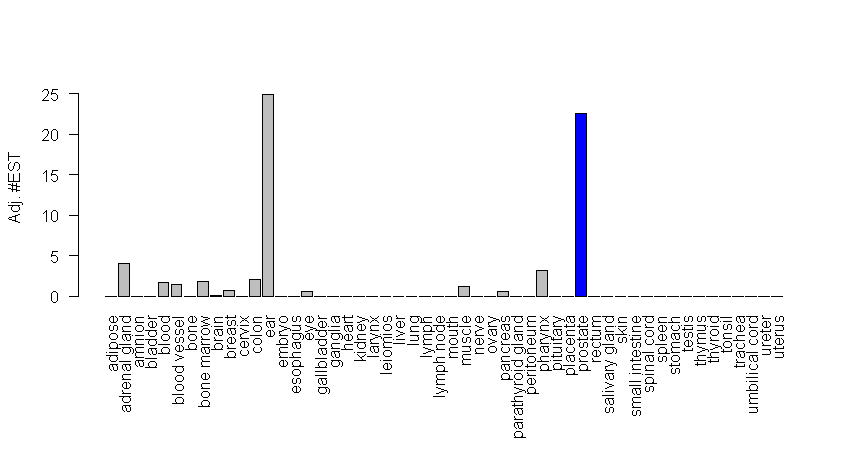 Adj. #EST
25
20
15
10
5
0
adipose
adrenal gland
amnion
bladder
blood
blood vessel
bone
bone marrow
brain
breast
cervix
colon
ear
embryo
esophagus
eye
gallbladder
ganglia
heart
kidney
larynx
leiomios
liver
lung
lymph
lymph node
mouth
muscle
nerve
ovary
pancreas
parathyroid gland
peritoneum
pharynx
pituitary
placenta
prostate
rectum
salivary gland
skin
small intestine
spinal cord
spleen
stomach
testis
thymus
thyroid
tonsil
trachea
umbilical cord
ureter
uterus